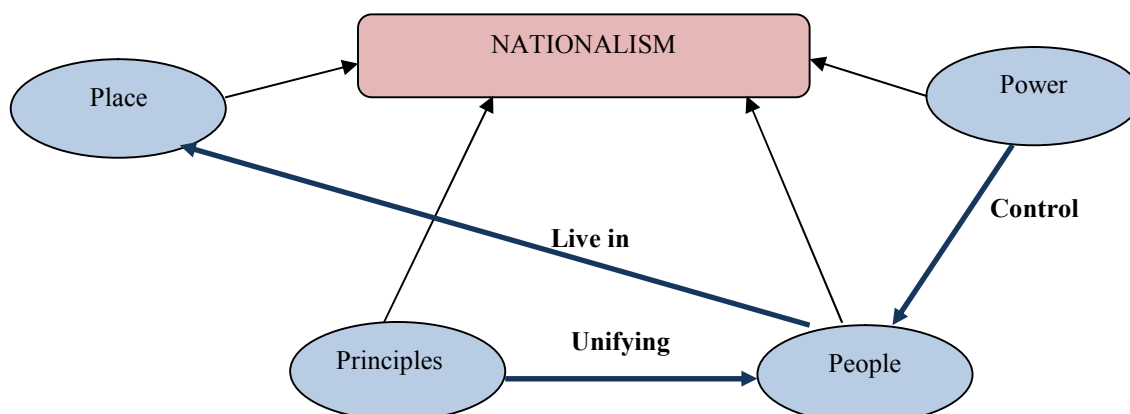 NATIONALISM
Place
Power
Control
Live in
Unifying
Principles
People